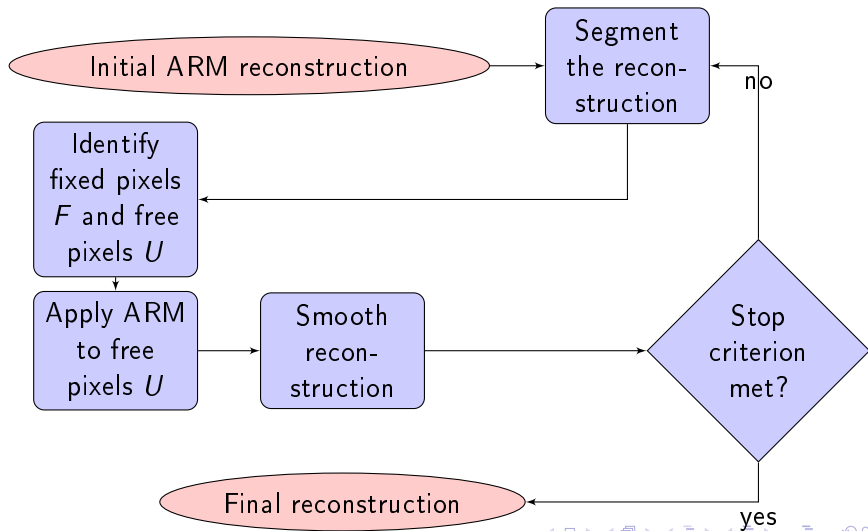 Initial ARM reconstruction
Segment
the recon-
struction
no
Identify
fixed pixels
F and free
pixels U
Apply ARM
to free
pixels U
Smooth
recon-
struction
Stop
criterion
met?
Final reconstruction
yes